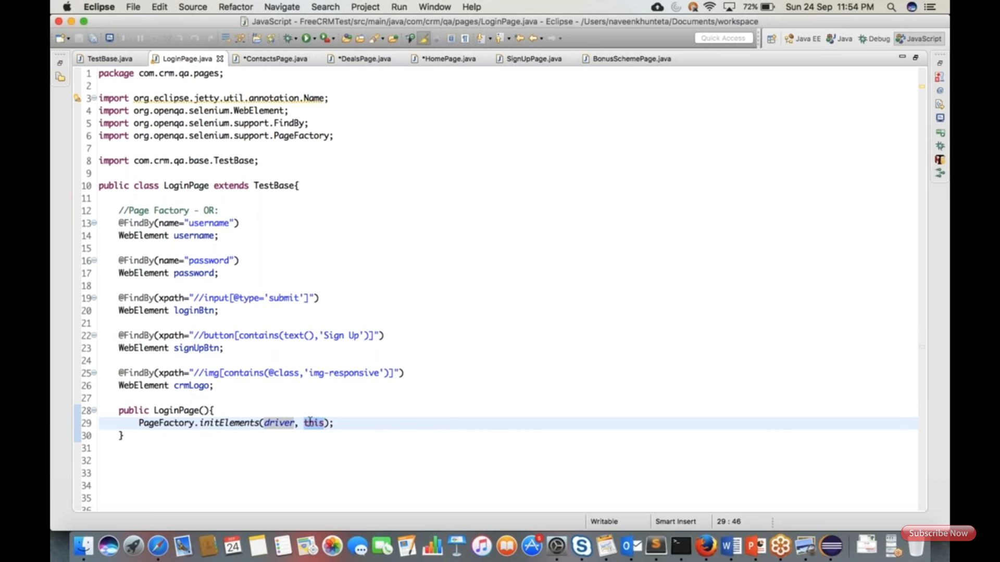 Eclipse File Edit Source Refactor Navigate Search Project Run Window Help 72% Sun 24 Sep 11:54 PM
JavaScript - FreeCRMTest/src/main/java/com/crm/qa/pages/LoginPage.java - Eclipse - /Users/naveenkhunteta/Documents/workspace
Quick Access Java EE Java Debug JavaScript
TestBase.java LoginPage.java *ContactsPage.java *DealsPage.java *HomePage.java SignUpPage.java BonusSchemePage.java
1 package com.crm.qa.pages;
2
3 import org.eclipse.jetty.util.annotation.Name;
4 import org.openqa.selenium.WebElement;
5 import org.openqa.selenium.support.FindBy;
6 import org.openqa.selenium.support.PageFactory;
7
8 import com.crm.qa.base.TestBase;
9
10 public class LoginPage extends TestBase{
11
12 //Page Factory - OR:
13 @FindBy(name="username")
14 WebElement username;
15
16 @FindBy(name="password")
17 WebElement password;
18
19 @FindBy(xpath="//input[@type='submit']")
20 WebElement loginBtn;
21
22 @FindBy(xpath="//button[contains(text(),'Sign Up')]")
23 WebElement signUpBtn;
24
25 @FindBy(xpath="//img[contains(@class,'img-responsive')]")
26 WebElement crmLogo;
27
28 public LoginPage(){
29 PageFactory.initElements(driver, this);
30 }
31
32
33
34
35
36
Writable Smart Insert 29 : 46
Subscribe Now
24
5